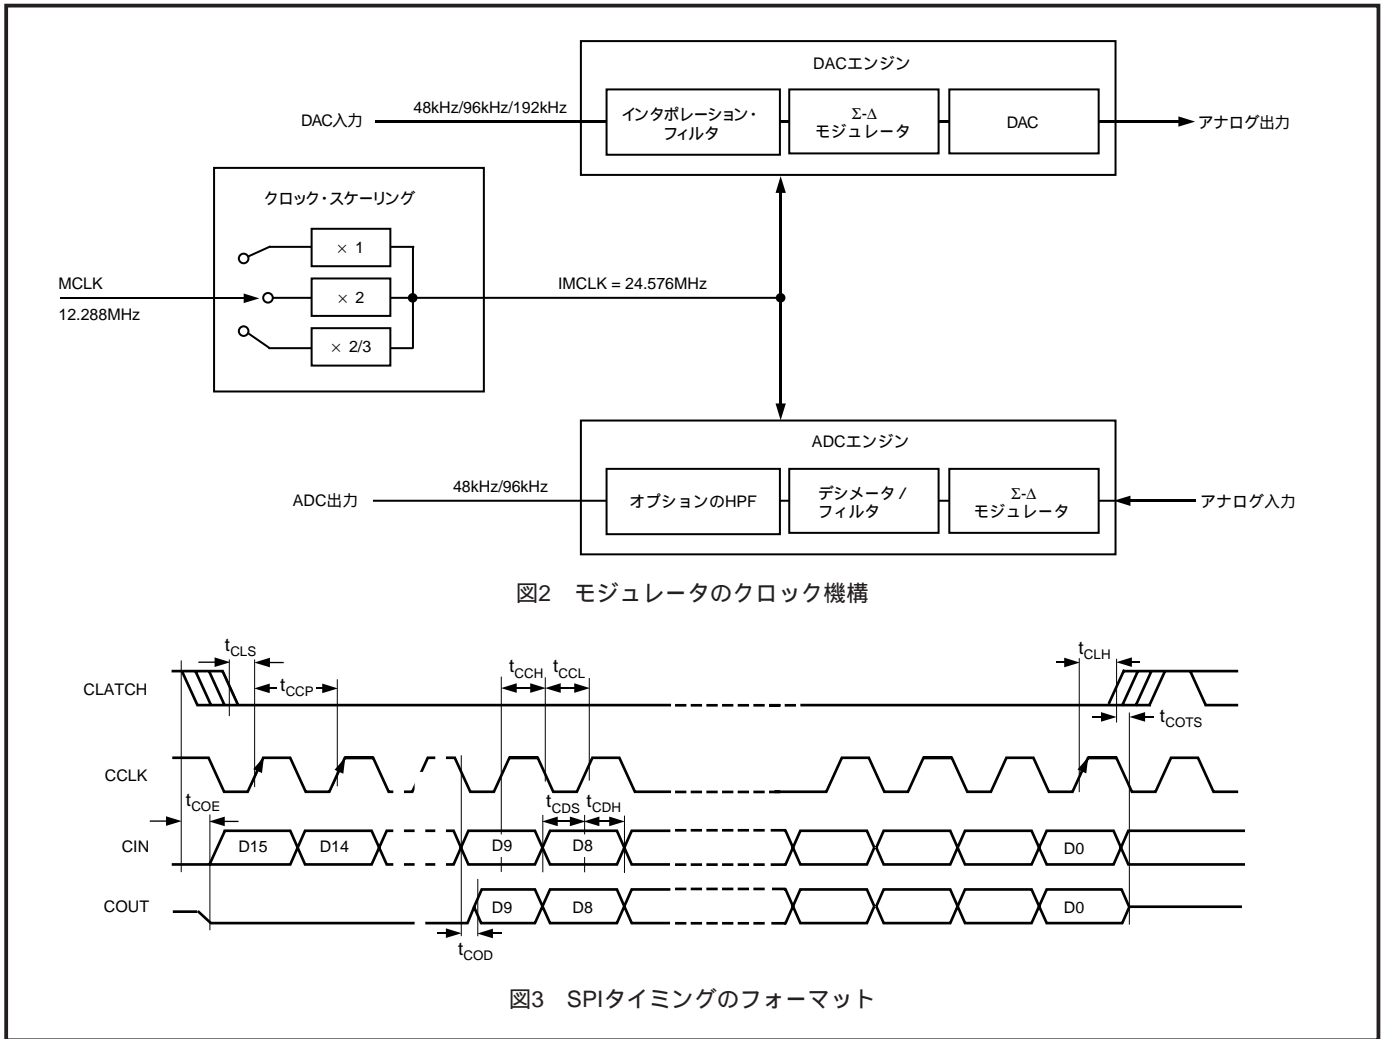 DACエンジン
DAC入力
48kHz/96kHz/192kHz
インタポレーション・
フィルタ
Σ-Δ
モジュレータ
DAC
アナログ出力
クロック・スケーリング
× 1
MCLK
12.288MHz
× 2
IMCLK = 24.576MHz
× 2/3
ADCエンジン
ADC出力
48kHz/96kHz
オプションのHPF
デシメータ /
フィルタ
Σ-Δ
モジュレータ
アナログ入力
図2 モジュレータのクロック機構
tCLS
tCCP
tCCH
tCCL
tCLH
CLATCH
tCOTS
CCLK
tCOE
tCDS
tCDH
CIN
D15
D14
D9
D8
D0
COUT
D9
D8
D0
tCOD
図3 SPIタイミングのフォーマット